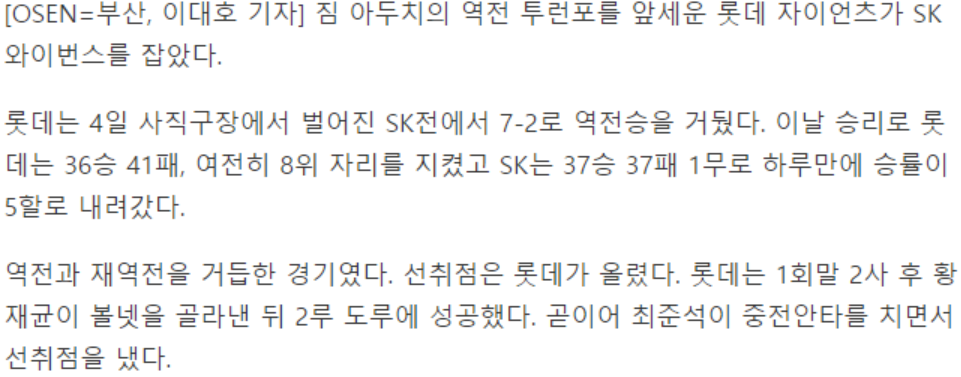 [OSEN=부산, 이대호 기자] 짐 아두치의 역전 투런포를 앞세운 롯데 자이언츠가 SK
와이번스를 잡았다.
롯데는 4일 사직구장에서 벌어진 SK전에서 7-2로 역전승을 거뒀다. 이날 승리로 롯
데는 36승 41패, 여전히 8위 자리를 지켰고 SK는 37승 37패 1무로 하루만에 승률이
5할로 내려갔다.
역전과 재역전을 거듭한 경기였다. 선취점은 롯데가 올렸다. 롯데는 1회말 2사 후 황
재균이 볼넷을 골라낸 뒤 2루 도루에 성공했다. 곧이어 최준석이 중전안타를 치면서
선취점을 냈다.